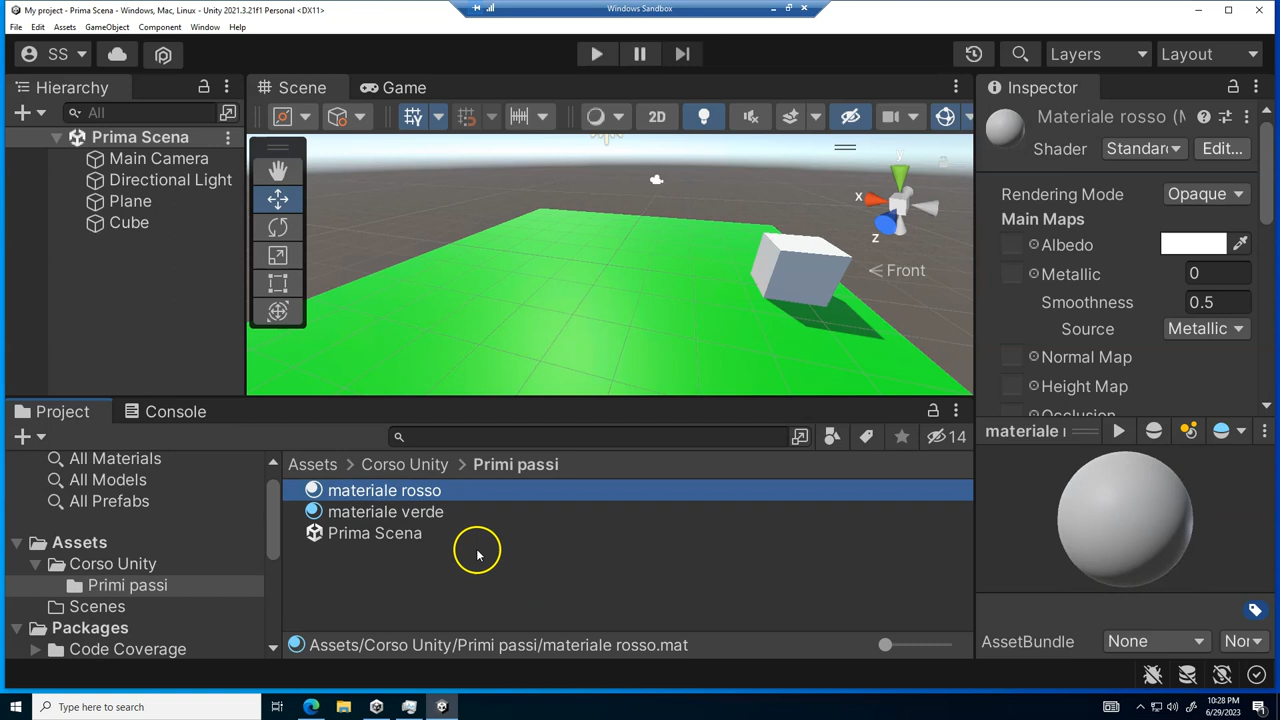 My project - Prima Scena - Windows, Mac, Linux - Unity 2021.3.21f1 Personal <DX11>
Windows Sandbox
File Edit Assets GameObject Component Window Help
SS
Layers
Layout
Hierarchy
All
Prima Scena
Main Camera
Directional Light
Plane
Cube
Scene
Game
2D
y
x
z
Front
Inspector
Materiale rosso (M
Shader
Standard
Edit...
Rendering Mode
Opaque
Main Maps
Albedo
Metallic
0
Smoothness
0.5
Source
Metallic
Normal Map
Height Map
Occlusion
Project
Console
14
All Materials
All Models
All Prefabs
Assets
Corso Unity
Primi passi
Scenes
Packages
Code Coverage
Assets > Corso Unity > Primi passi
materiale rosso
materiale verde
Prima Scena
Assets/Corso Unity/Primi passi/materiale rosso.mat
materiale
AssetBundle
None
Nor
Type here to search
10:28 PM
6/29/2023
1